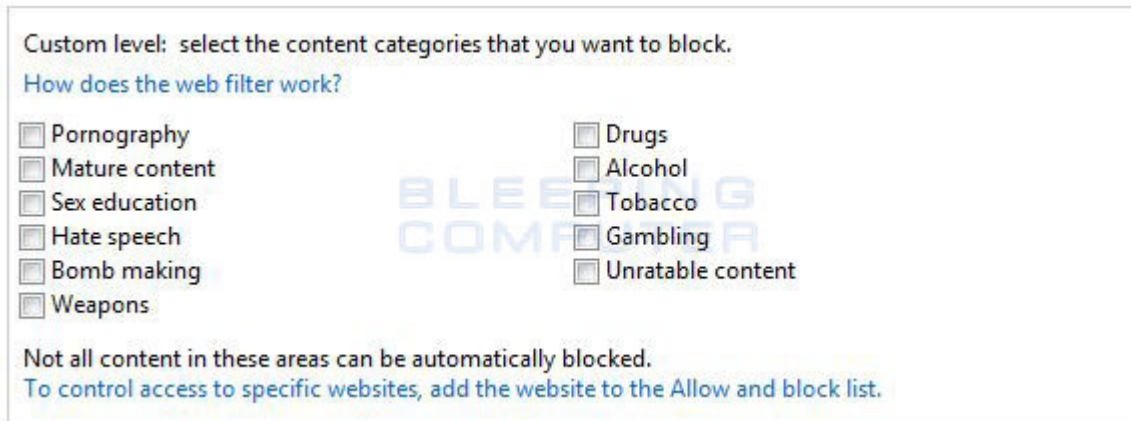 Custom level: select the content categories that you want to block.
How does the web filter work?
Pornography
Mature content
Sex education
Hate speech
Bomb making
Weapons
Drugs
Alcohol
Tobacco
Gambling
Unratable content
BLEEPING
COMPUTER
Not all content in these areas can be automatically blocked.
To control access to specific websites, add the website to the Allow and block list.